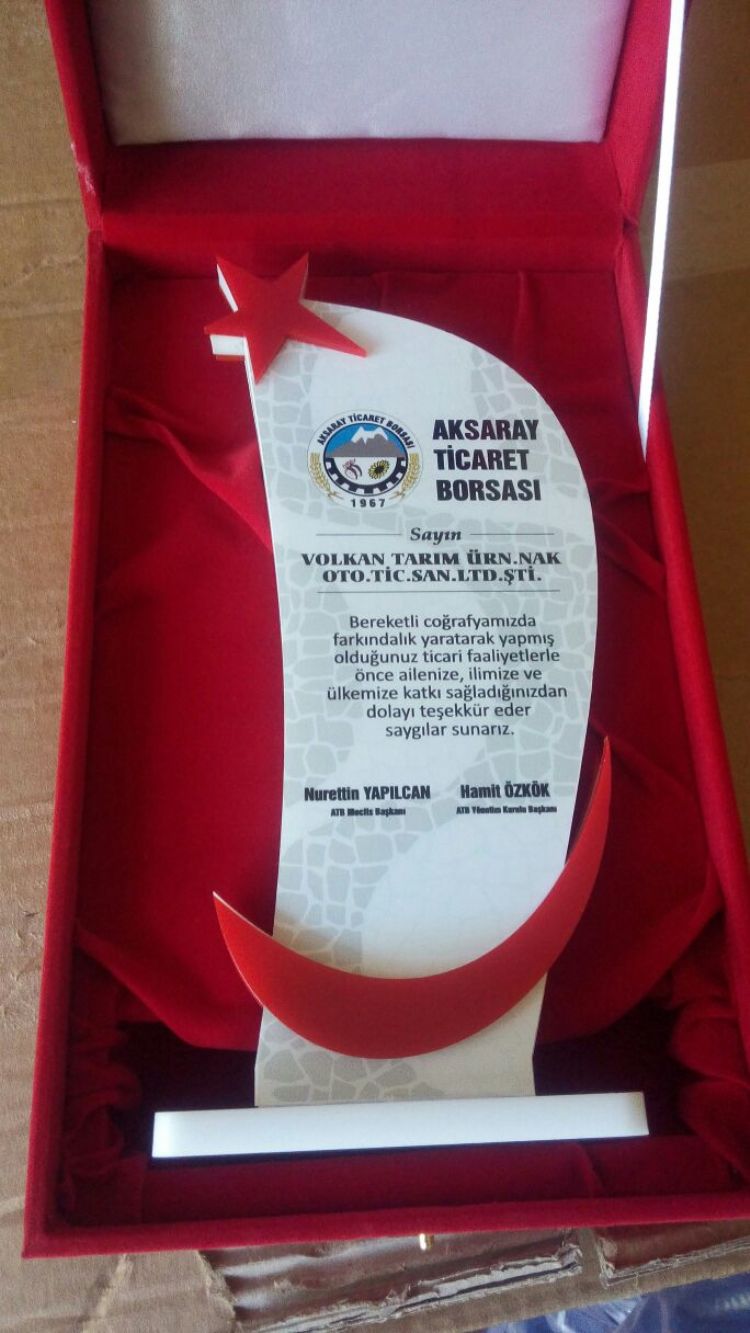 AKSARAY TİCARET BORSASI
1967
AKSARAY
TİCARET
BORSASI
Sayın
VOLKAN TARIM ÜRN.NAK
OTO.TİC.SAN.LTD.ŞTİ.
Bereketli coğrafyamızda
farkındalık yaratarak yapmış
olduğunuz ticari faaliyetlerle
önce ailenize, ilimize ve
ülkemize katkı sağladığınızdan
dolayı teşekkür eder
saygılar sunarız.
Nurettin YAPILCAN Hamit ÖZKÖK
ATB Meclis Başkanı ATB Yönetim Kurulu Başkanı